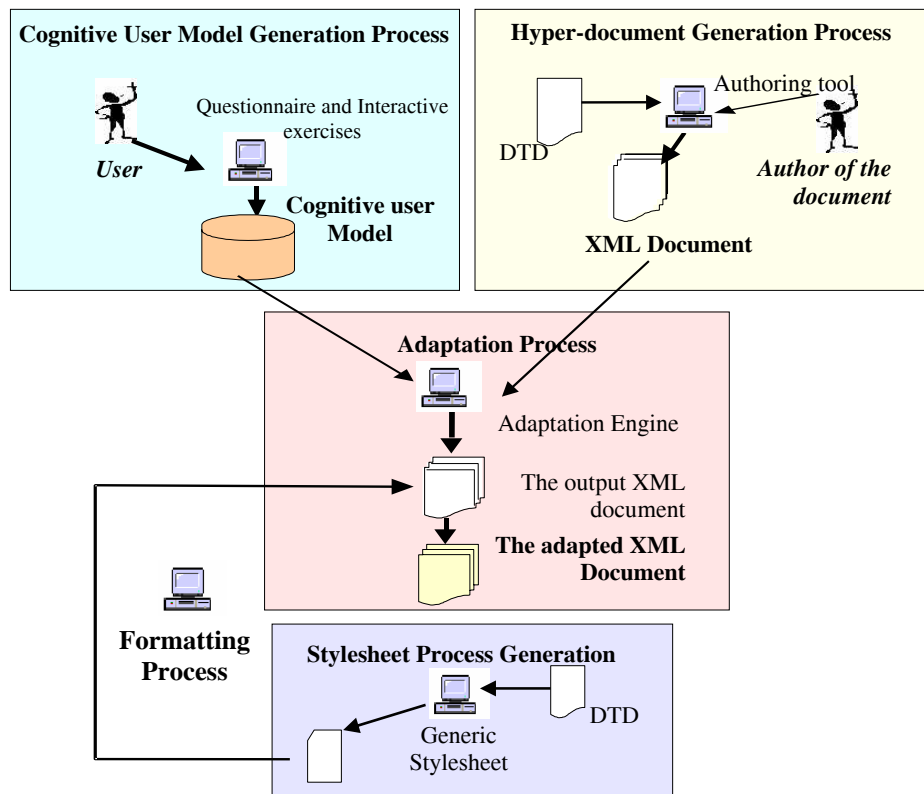 Cognitive User Model Generation Process
Questionnaire and Interactive
exercises
User
Cognitive user
Model
Hyper-document Generation Process
Authoring tool
DTD
Author of the
document
XML Document
Adaptation Process
Adaptation Engine
The output XML
document
The adapted XML
Document
Formatting
Process
Stylesheet Process Generation
DTD
Generic
Stylesheet